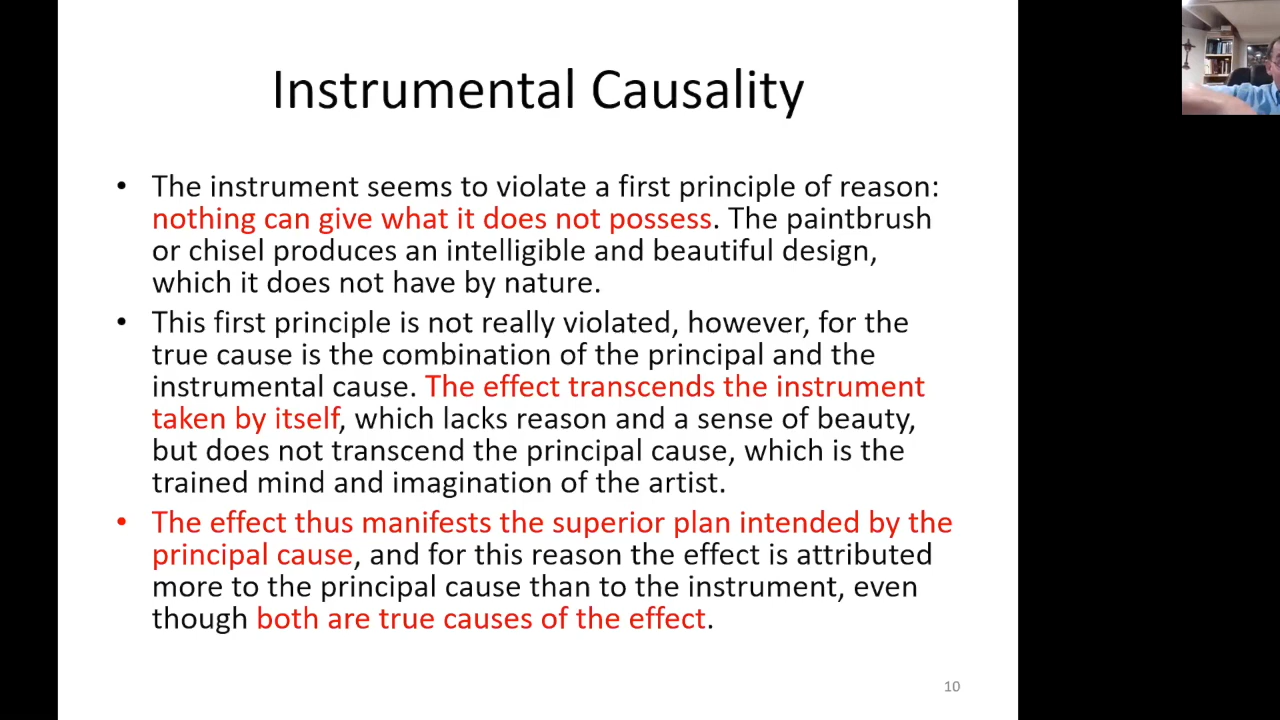 Instrumental Causality
• The instrument seems to violate a first principle of reason:
nothing can give what it does not possess. The paintbrush
or chisel produces an intelligible and beautiful design,
which it does not have by nature.
• This first principle is not really violated, however, for the
true cause is the combination of the principal and the
instrumental cause. The effect transcends the instrument
taken by itself, which lacks reason and a sense of beauty,
but does not transcend the principal cause, which is the
trained mind and imagination of the artist.
• The effect thus manifests the superior plan intended by the
principal cause, and for this reason the effect is attributed
more to the principal cause than to the instrument, even
though both are true causes of the effect.
10